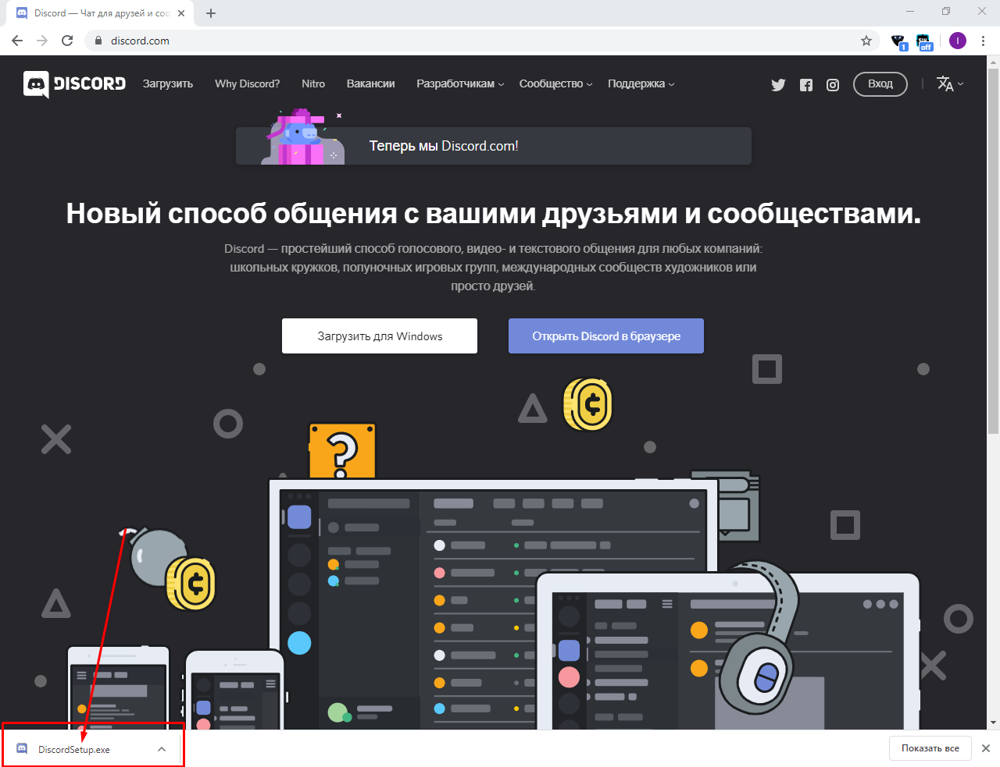 Discord — Чат для друзей и соо
discord.com
1
off
I
DISCORD
Загрузить
Why Discord?
Nitro
Вакансии
Разработчикам
Сообщество
Поддержка
Вход
Теперь мы Discord.com!
Новый способ общения с вашими друзьями и сообществами.
Discord — простейший способ голосового, видео- и текстового общения для любых компаний:
школьных кружков, полуночных игровых групп, международных сообществ художников или
просто друзей.
Загрузить для Windows
Открыть Discord в браузере
?
DiscordSetup.exe
Показать все